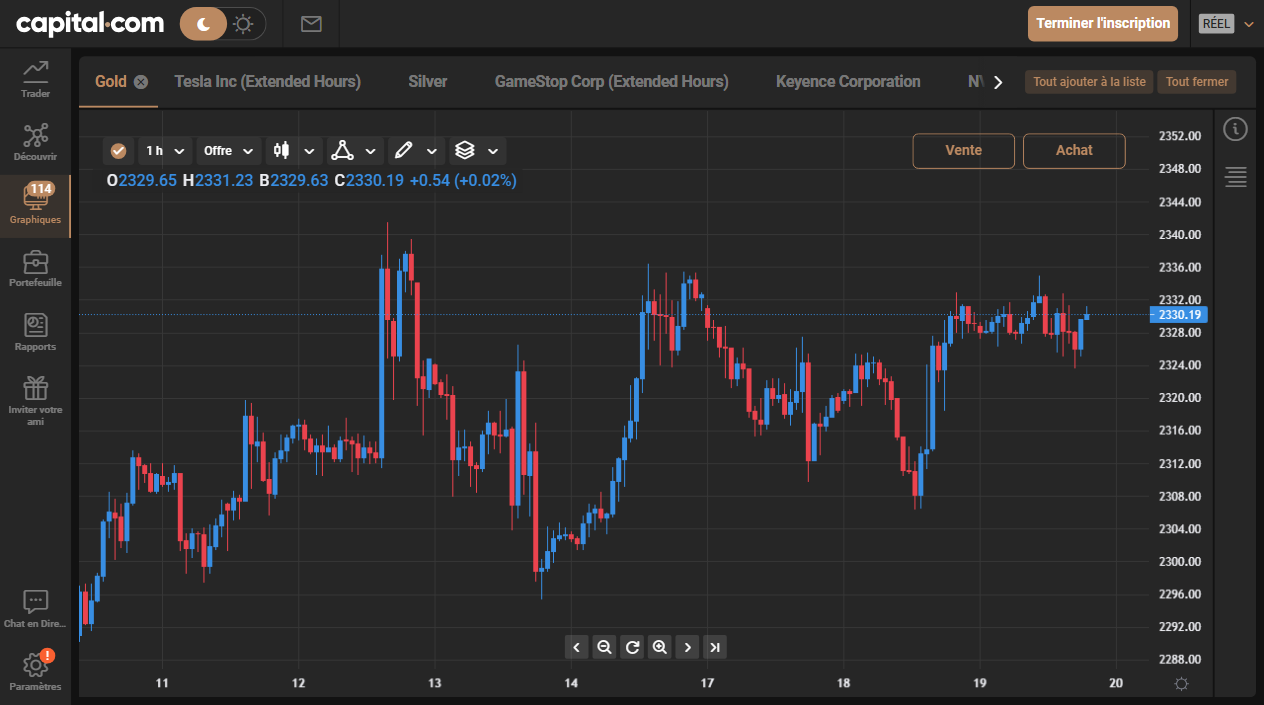 capital.com
Terminer l'inscription
RÉEL
Trader
Découvrir
114
Graphiques
Portefeuille
Rapports
Inviter votre
ami
Chat en Dire...
!
Paramètres
Gold
Tesla Inc (Extended Hours)
Silver
GameStop Corp (Extended Hours)
Keyence Corporation
Tout ajouter à la liste
Tout fermer
1 h
Offre
Vente
Achat
O2329.65 H2331.23 B2329.63 C2330.19 +0.54 (+0.02%)
2352.00
2348.00
2344.00
2340.00
2336.00
2332.00
2330.19
2328.00
2324.00
2320.00
2316.00
2312.00
2308.00
2304.00
2300.00
2296.00
2292.00
2288.00
11 12 13 14 17 18 19 20